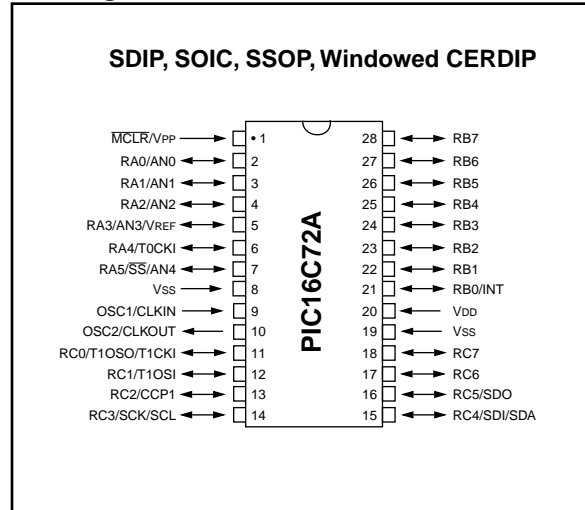 SDIP, SOIC, SSOP, Windowed CERDIP
MCLR/VPP • 1 28 RB7
RA0/AN0 2 27 RB6
RA1/AN1 3 26 RB5
RA2/AN2 4 25 RB4
RA3/AN3/VREF 5 24 RB3
RA4/T0CKI 6 23 RB2
RA5/SS/AN4 7 22 RB1
VSS 8 21 RB0/INT
OSC1/CLKIN 9 20 VDD
OSC2/CLKOUT 10 19 VSS
RC0/T1OSO/T1CKI 11 18 RC7
RC1/T1OSI 12 17 RC6
RC2/CCP1 13 16 RC5/SDO
RC3/SCK/SCL 14 15 RC4/SDI/SDA
PIC16C72A